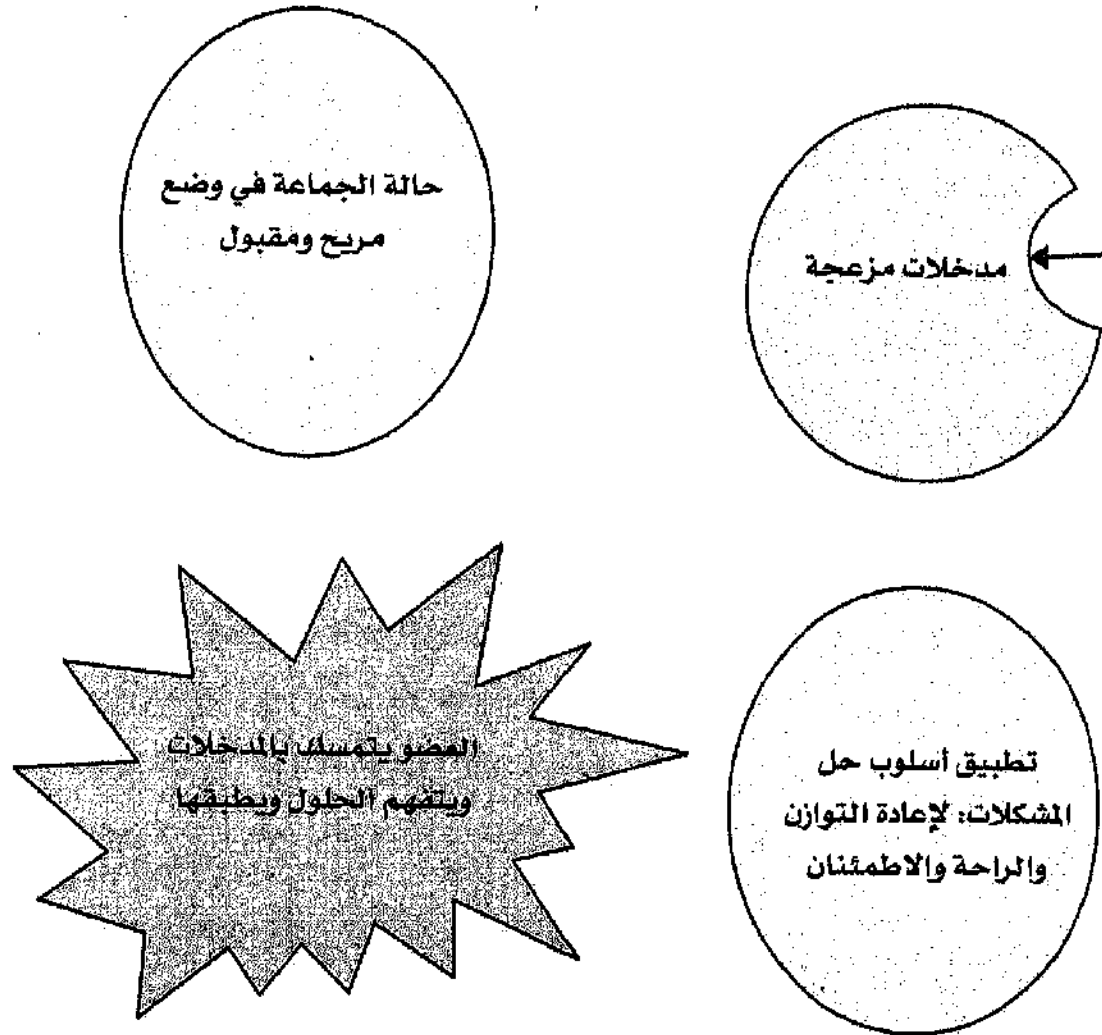 حالة الجماعة في وضع
مريح ومقبول
مدخلات مزعجة
العضو يتمسك بالمدخلات
ويتفهم الحلول ويطبقها
تطبيق أسلوب حل
المشكلات: لإعادة التوازن
والراحة والاطمئنان